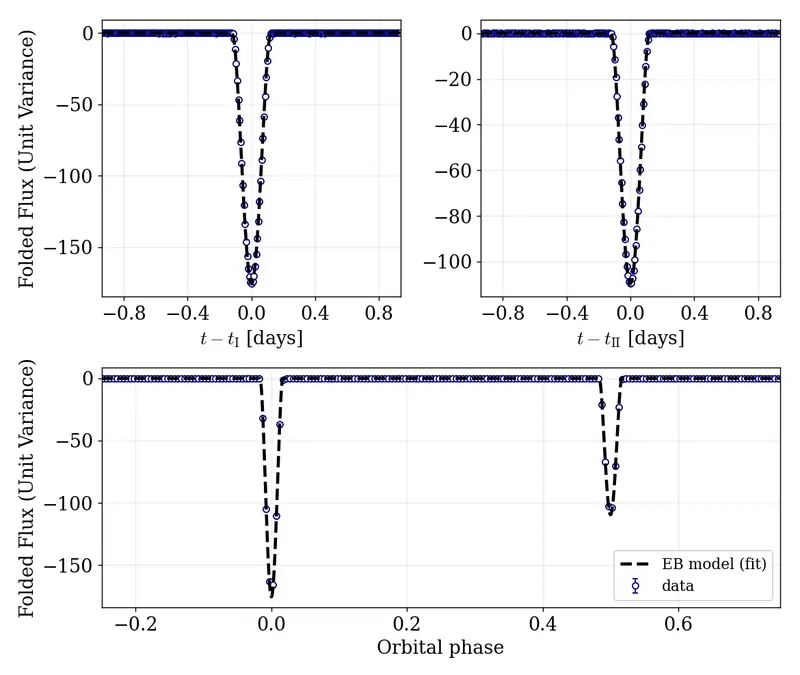 Folded Flux (Unit Variance)
0
−50
−100
−150
−0.8 −0.4 0.0 0.4 0.8
t − t_I [days]
0
−20
−40
−60
−80
−100
−0.8 −0.4 0.0 0.4 0.8
t − t_II [days]
Folded Flux (Unit Variance)
0
−50
−100
−150
EB model (fit)
data
−0.2 0.0 0.2 0.4 0.6
Orbital phase